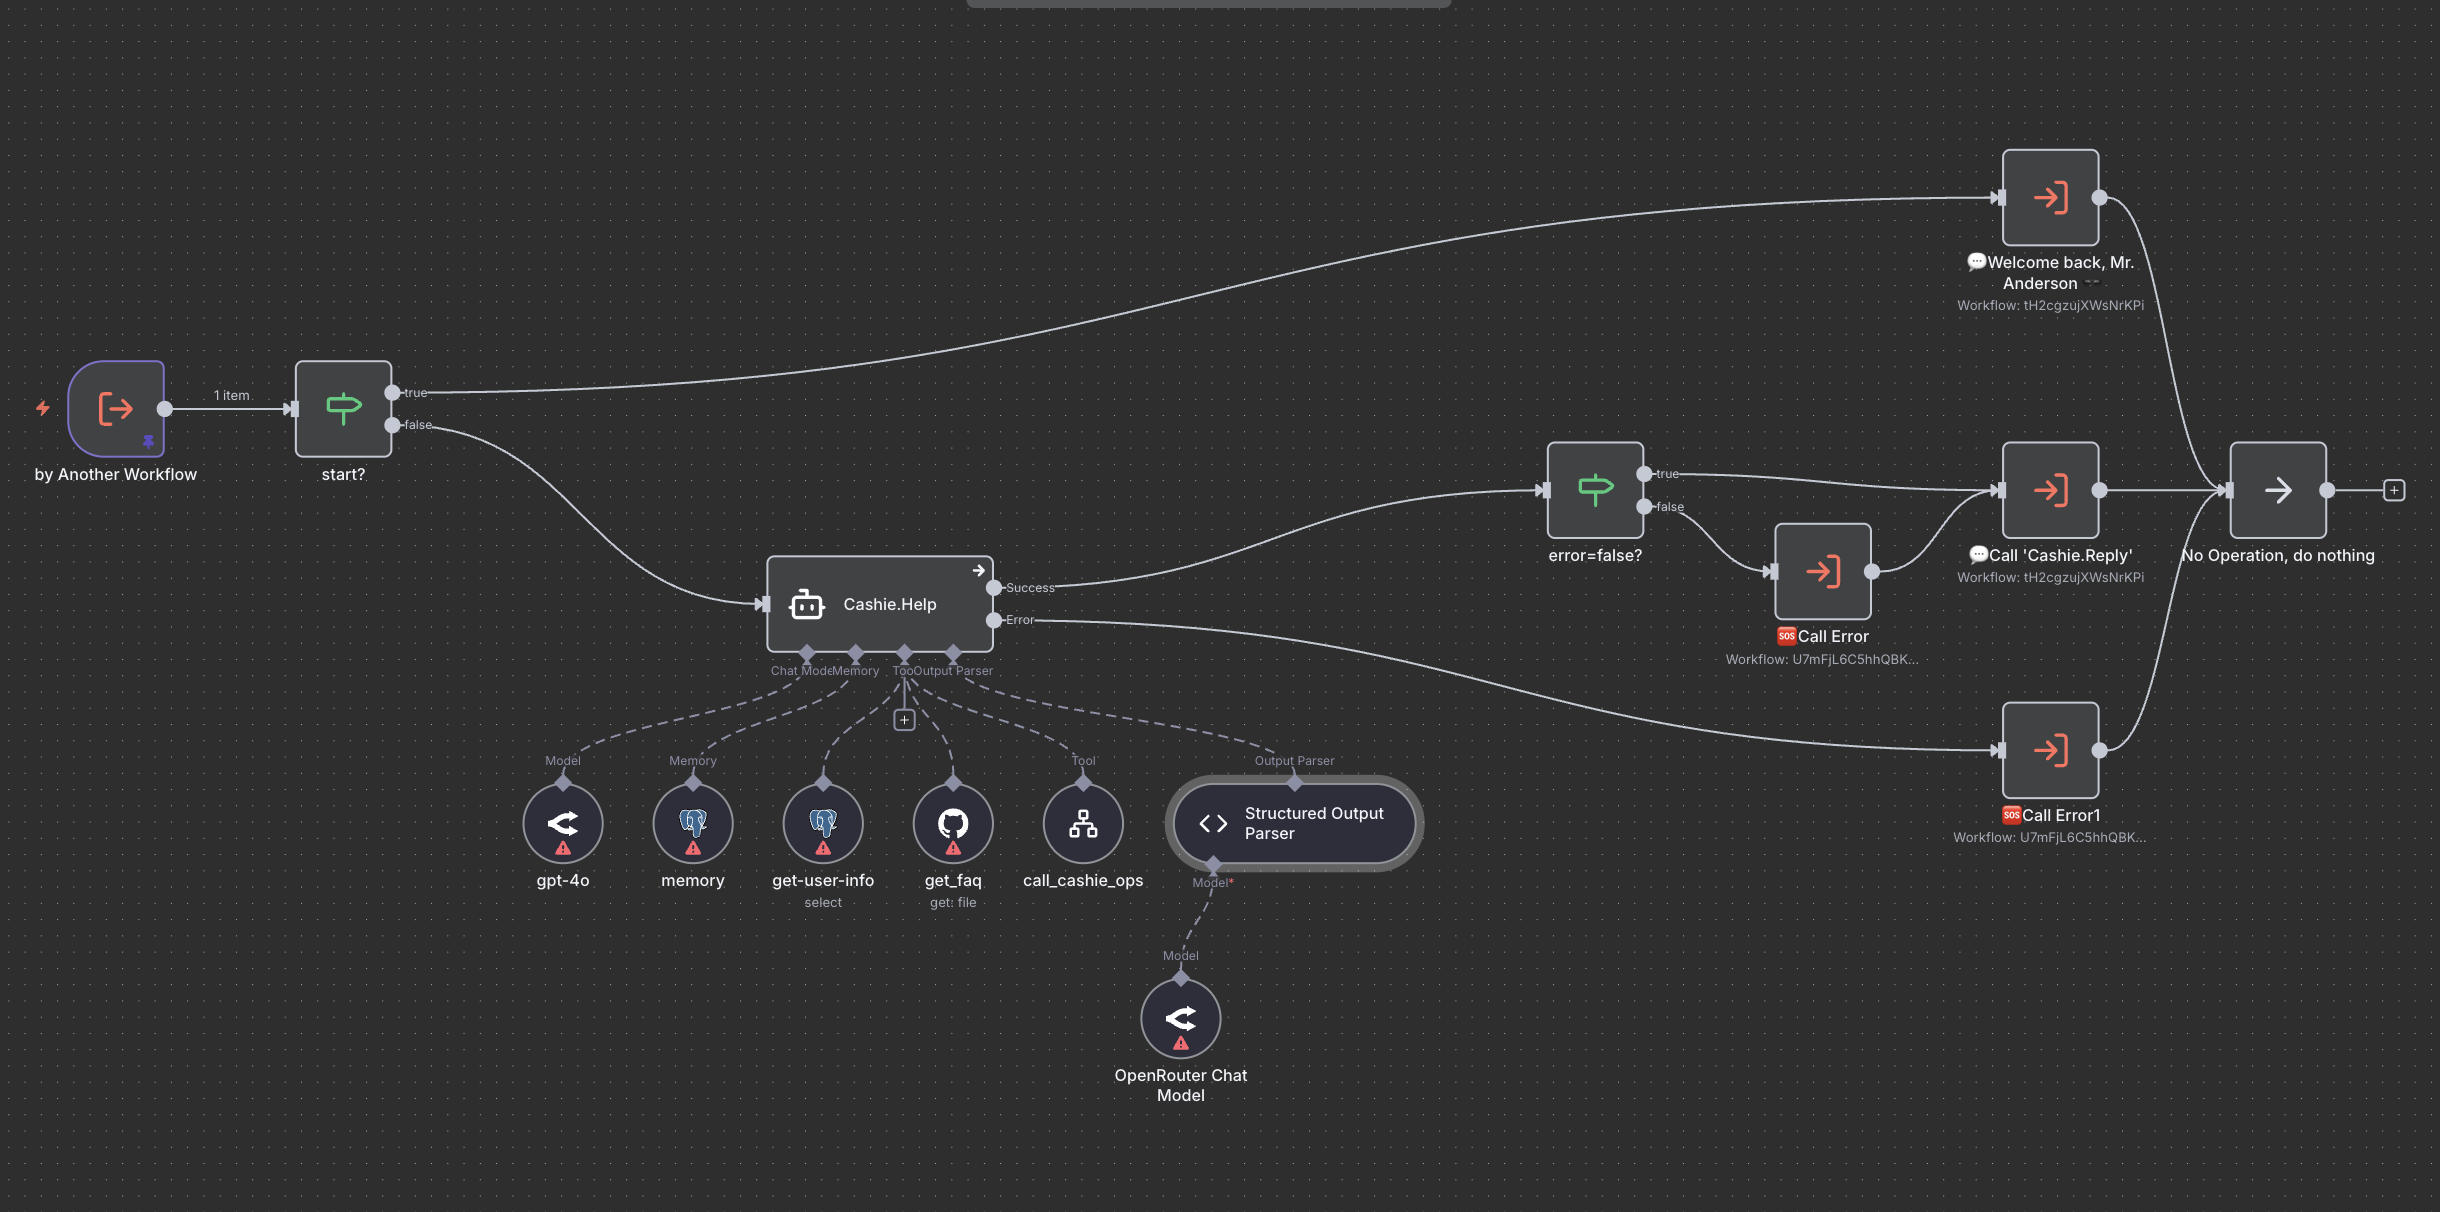 💬Welcome back, Mr.
Anderson 🕶️
Workflow: tH2cgzujXWsNrKPi
1 item
true
false
by Another Workflow
start?
true
false
error=false?
💬Call 'Cashie.Reply'
Workflow: tH2cgzujXWsNrKPi
No Operation, do nothing
Cashie.Help
Success
Error
🆘Call Error
Workflow: U7mFjL6C5hhQBK...
Chat Mode
Memory
Too
Output Parser
Model
Memory
Tool
Output Parser
Structured Output
Parser
🆘Call Error1
Workflow: U7mFjL6C5hhQBK...
gpt-4o
memory
get-user-info
select
get_faq
get: file
call_cashie_ops
Model*
Model
OpenRouter Chat
Model